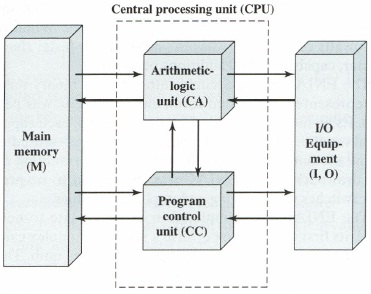 Central processing unit (CPU)
Main
memory
(M)
Arithmetic-
logic
unit (CA)
Program
control
unit (CC)
I/O
Equip-
ment
(I, O)